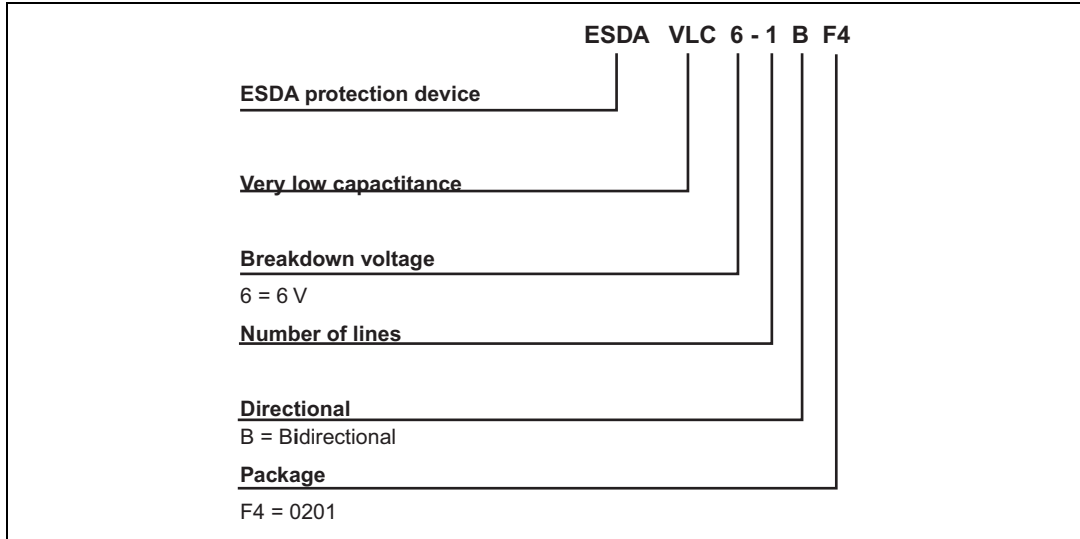 ESDA VLC 6 - 1 B F4
ESDA protection device
Very low capactitance
Breakdown voltage
6 = 6 V
Number of lines
Directional
B = Bidirectional
Package
F4 = 0201